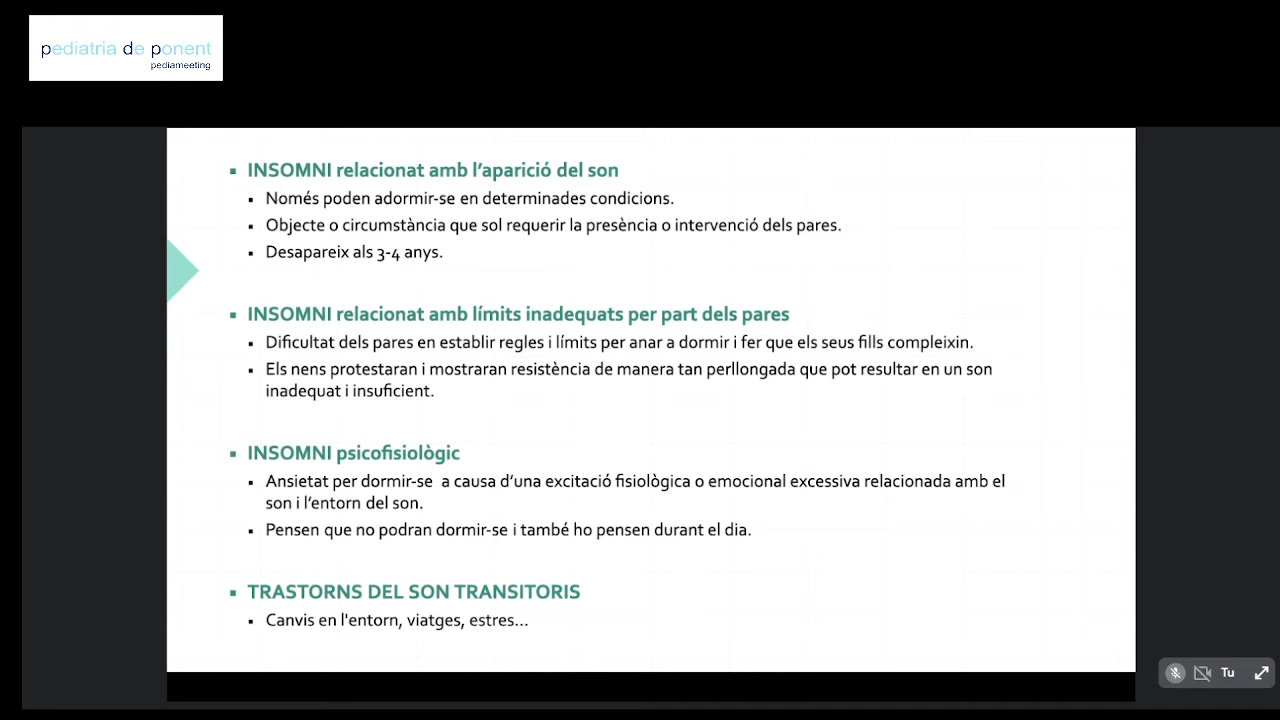 pediatria de ponent
pediameeting
INSOMNI relacionat amb l'aparició del son
Només poden adormir-se en determinades condicions.
Objecte o circumstància que sol requerir la presència o intervenció dels pares.
Desapareix als 3-4 anys.
INSOMNI relacionat amb límits inadequats per part dels pares
Dificultat dels pares en establir regles i límits per anar a dormir i fer que els seus fills compleixin.
Els nens protestaran i mostraran resistència de manera tan perllongada que pot resultar en un son
inadequat i insuficient.
INSOMNI psicofisiològic
Ansietat per dormir-se  a causa d'una excitació fisiològica o emocional excessiva relacionada amb el
son i l'entorn del son.
Pensen que no podran dormir-se i també ho pensen durant el dia.
TRASTORNS DEL SON TRANSITORIS
Canvis en l'entorn, viatges, estres...
Tu